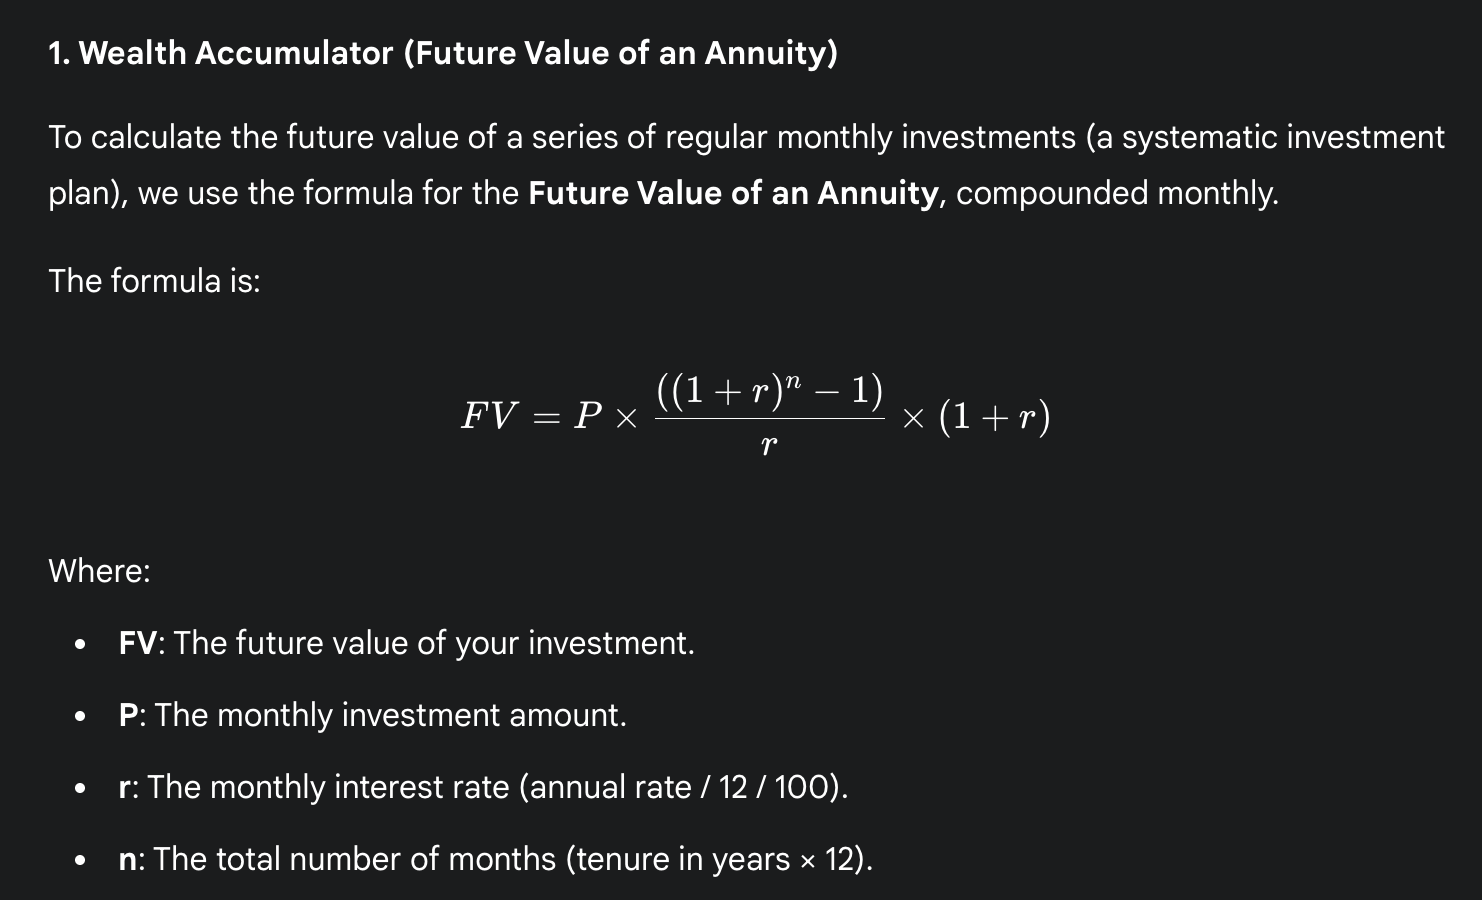 1. Wealth Accumulator (Future Value of an Annuity)
To calculate the future value of a series of regular monthly investments (a systematic investment
plan), we use the formula for the Future Value of an Annuity, compounded monthly.
The formula is:
FV = P × ((1 + r)^n − 1) / r × (1 + r)
Where:
• FV: The future value of your investment.
• P: The monthly investment amount.
• r: The monthly interest rate (annual rate / 12 / 100).
• n: The total number of months (tenure in years × 12).